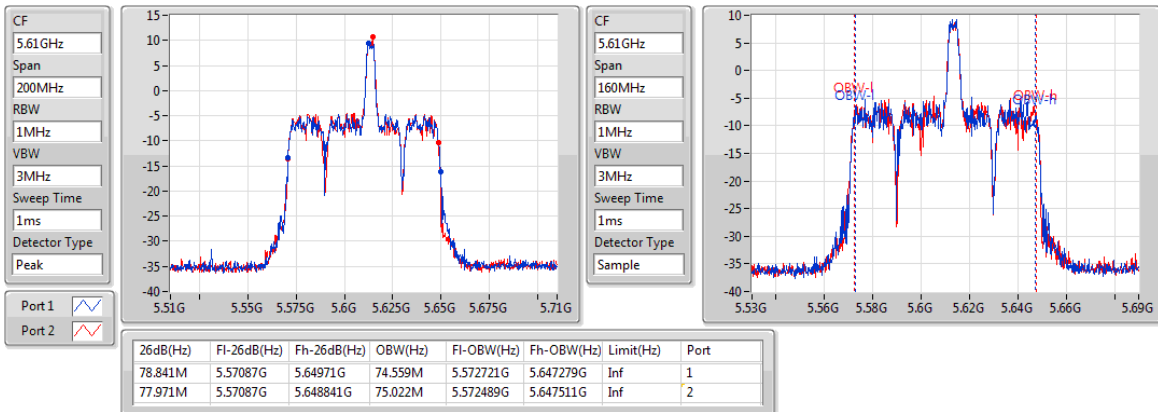 CF
5.61GHz
Span
200MHz
RBW
1MHz
VBW
3MHz
Sweep Time
1ms
Detector Type
Peak
Port 1
Port 2
15
10
5
0
-5
-10
-15
-20
-25
-30
-35
-40
5.51G 5.55G 5.575G 5.6G 5.625G 5.65G 5.675G 5.71G
CF
5.61GHz
Span
160MHz
RBW
1MHz
VBW
3MHz
Sweep Time
1ms
Detector Type
Sample
10
5
0
-5
-10
-15
-20
-25
-30
-35
-40
OBW-l
OBW-l
OBW-h
OBW-h
5.53G 5.56G 5.58G 5.6G 5.62G 5.64G 5.66G 5.69G
26dB(Hz) Fl-26dB(Hz) Fh-26dB(Hz) OBW(Hz) Fl-OBW(Hz) Fh-OBW(Hz) Limit(Hz) Port
78.841M 5.57087G 5.64971G 74.559M 5.572721G 5.647279G Inf 1
77.971M 5.57087G 5.648841G 75.022M 5.572489G 5.647511G Inf 2